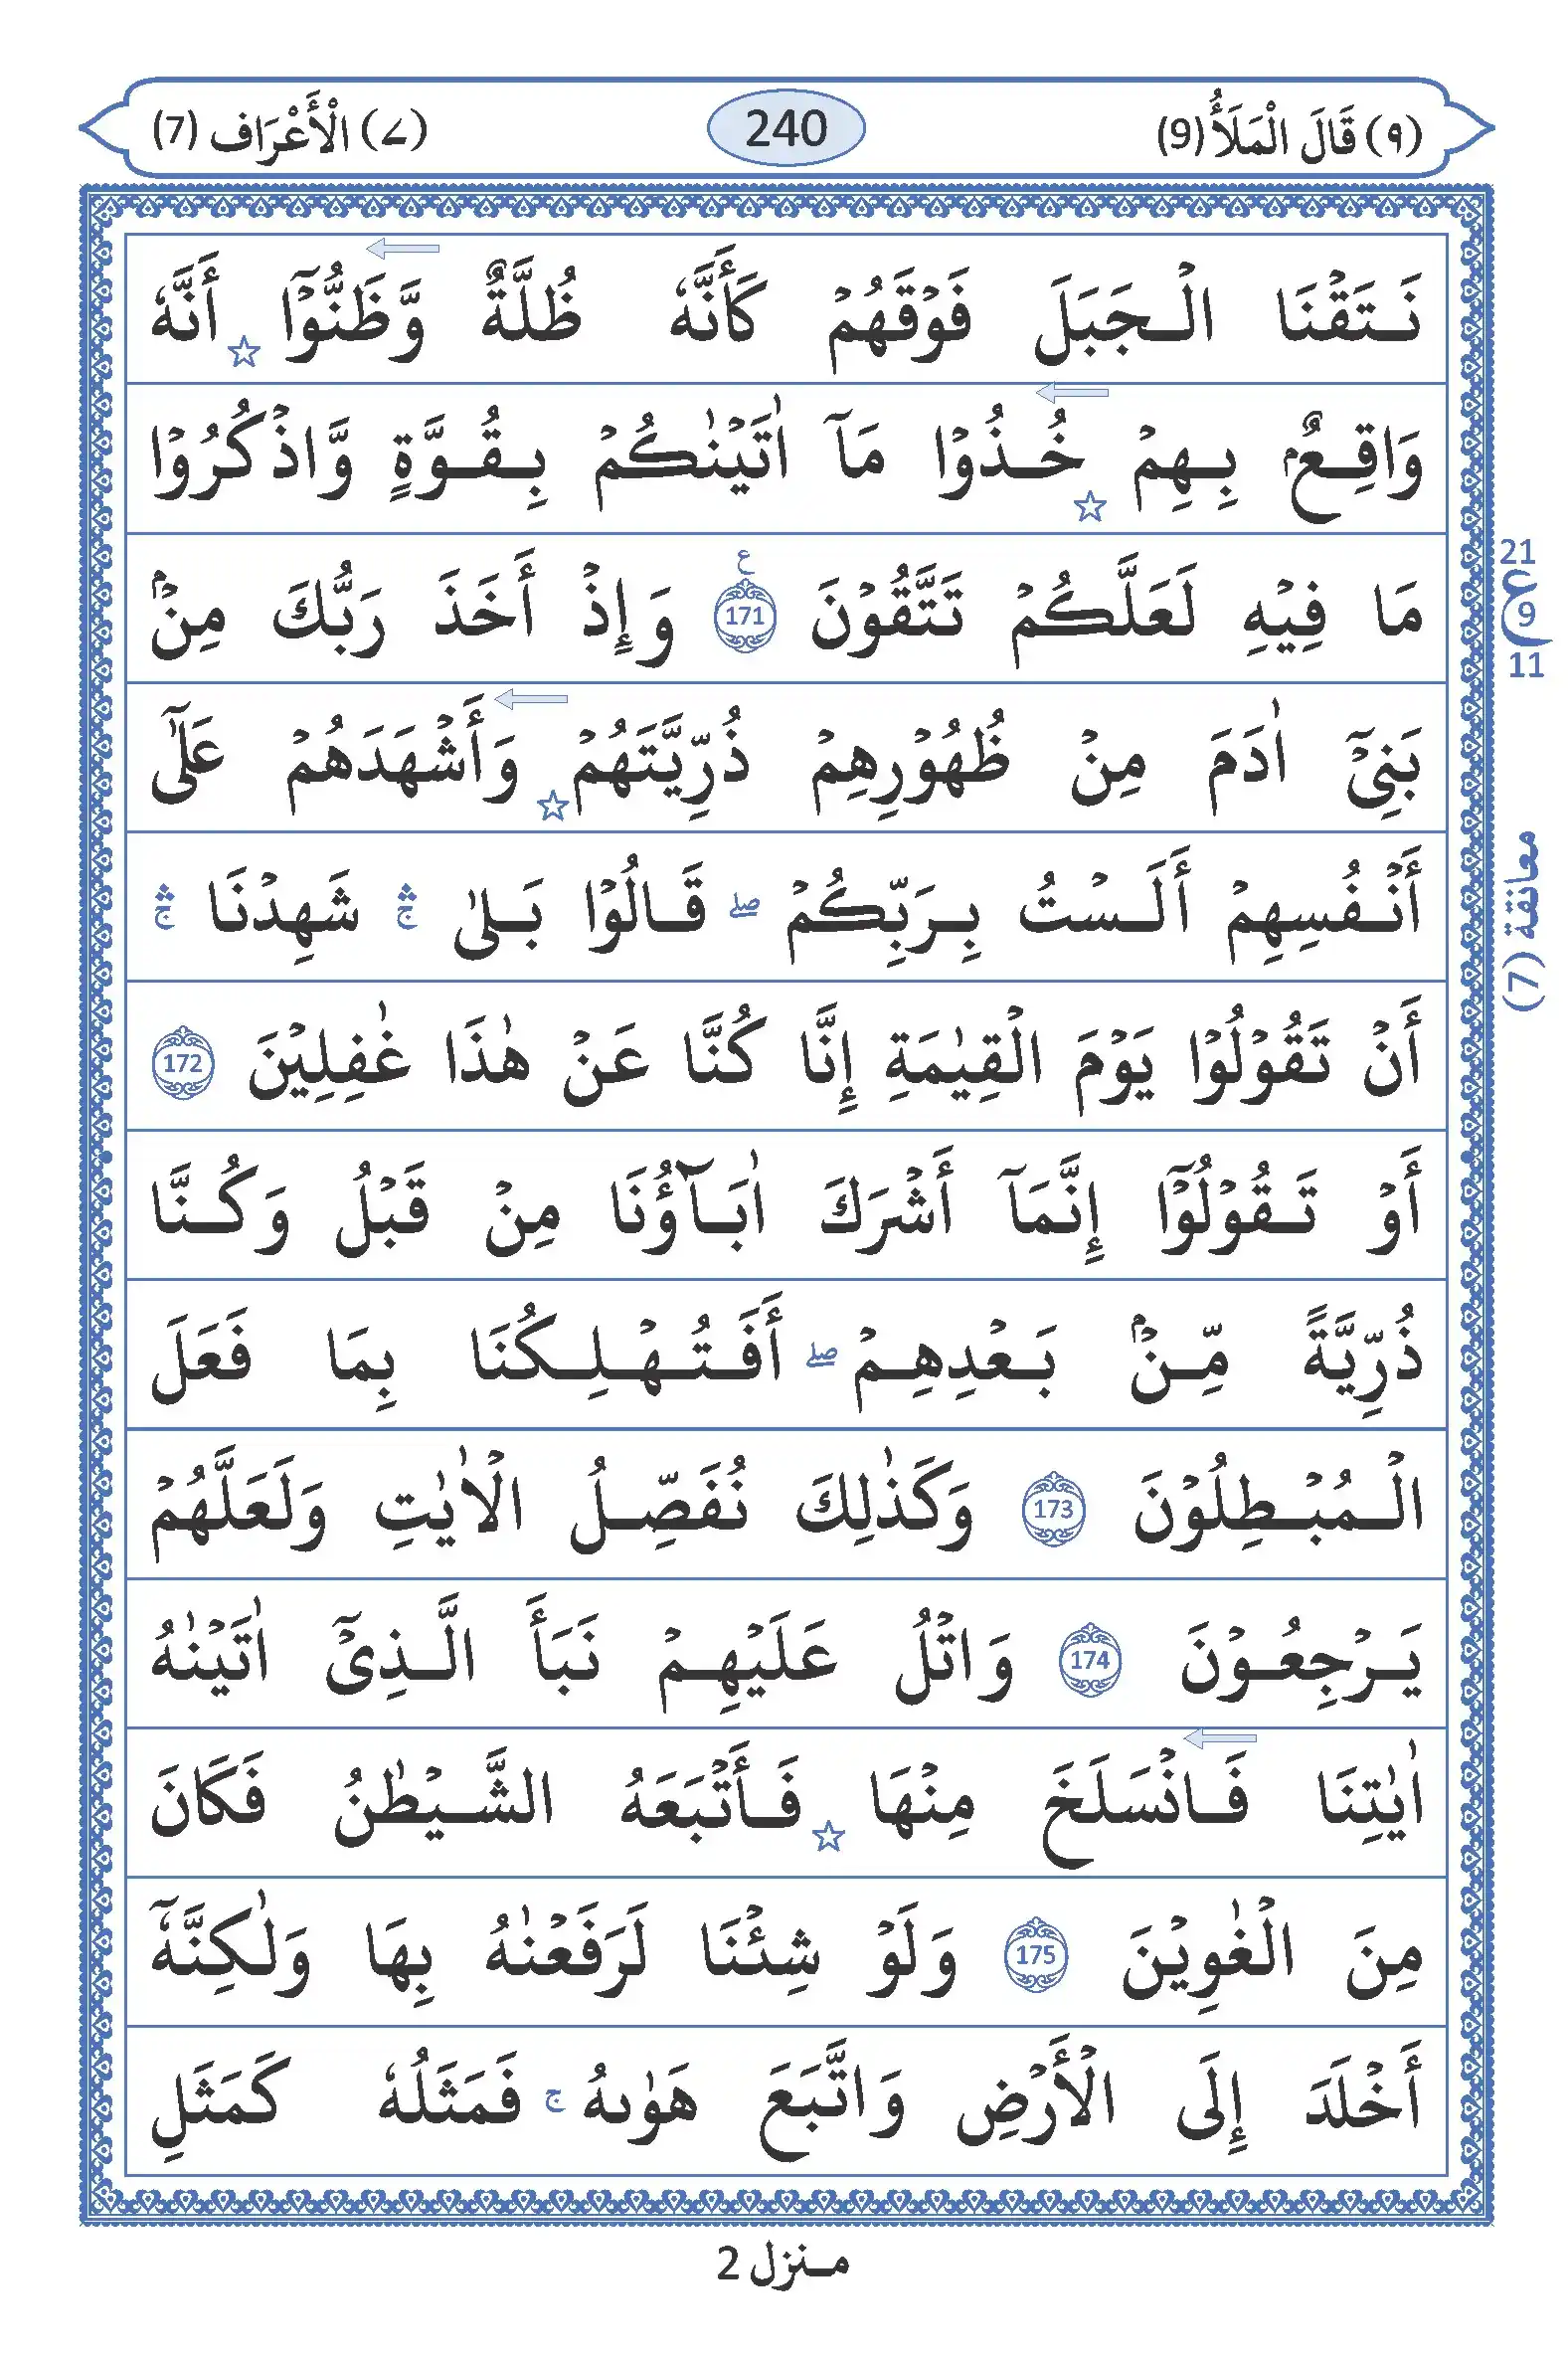 (٩) قَالَ الْمَلَأُ (9) 240 (٧) الْأَعْرَاف (7)
نَتَقْنَا الْجَبَلَ فَوْقَهُمْ كَأَنَّهٗ ظُلَّةٌ وَّظَنُّوْٓا ☆ أَنَّهٗ
وَاقِعٌۢ بِهِمْ ☆ خُذُوْا مَآ اٰتَيْنٰكُمْ بِقُوَّةٍ وَّاذْكُرُوْا
مَا فِيْهِ لَعَلَّكُمْ تَتَّقُوْنَ 171 ع وَإِذْ أَخَذَ رَبُّكَ مِنْۢ
بَنِيْٓ اٰدَمَ مِنْ ظُهُوْرِهِمْ ذُرِّيَّتَهُمْ ☆ وَأَشْهَدَهُمْ عَلٰٓى
أَنْفُسِهِمْ أَلَسْتُ بِرَبِّكُمْ ۖ قَالُوْا بَلٰى ۛۚ شَهِدْنَا ۛۚ
أَنْ تَقُوْلُوْا يَوْمَ الْقِيٰمَةِ إِنَّا كُنَّا عَنْ هٰذَا غٰفِلِيْنَ 172
أَوْ تَقُوْلُوْٓا إِنَّمَآ أَشْرَكَ اٰبَآؤُنَا مِنْ قَبْلُ وَكُنَّا
ذُرِّيَّةً مِّنْۢ بَعْدِهِمْ ۖ أَفَتُهْلِكُنَا بِمَا فَعَلَ
الْمُبْطِلُوْنَ 173 وَكَذٰلِكَ نُفَصِّلُ الْاٰيٰتِ وَلَعَلَّهُمْ
يَرْجِعُوْنَ 174 وَاتْلُ عَلَيْهِمْ نَبَأَ الَّذِيْٓ اٰتَيْنٰهُ
اٰيٰتِنَا فَانْسَلَخَ مِنْهَا ☆ فَأَتْبَعَهُ الشَّيْطٰنُ فَكَانَ
مِنَ الْغٰوِيْنَ 175 وَلَوْ شِئْنَا لَرَفَعْنٰهُ بِهَا وَلٰكِنَّهٗٓ
أَخْلَدَ إِلَى الْأَرْضِ وَاتَّبَعَ هَوٰىهُ ۚ فَمَثَلُهٗ كَمَثَلِ
21
ع 9
11
معانقة (7)
منزل 2